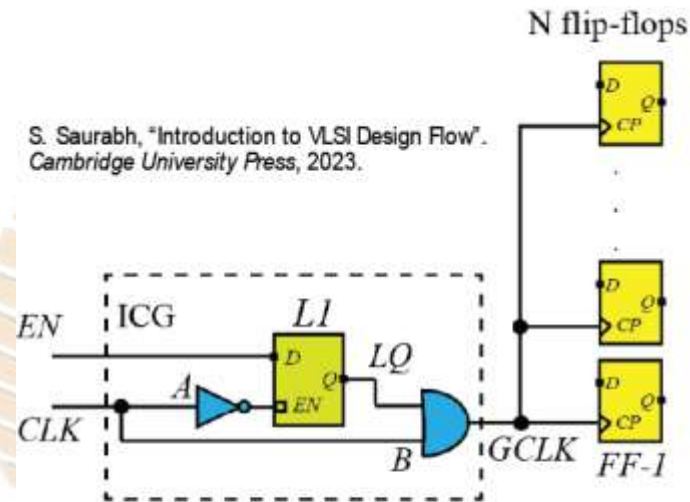 N flip-flops
D
Q
CP
S. Saurabh, "Introduction to VLSI Design Flow".
Cambridge University Press, 2023.
.
.
.
D
Q
CP
ICG
L1
EN
D
Q
LQ
D
Q
A
EN
CP
CLK
B
GCLK
FF-1